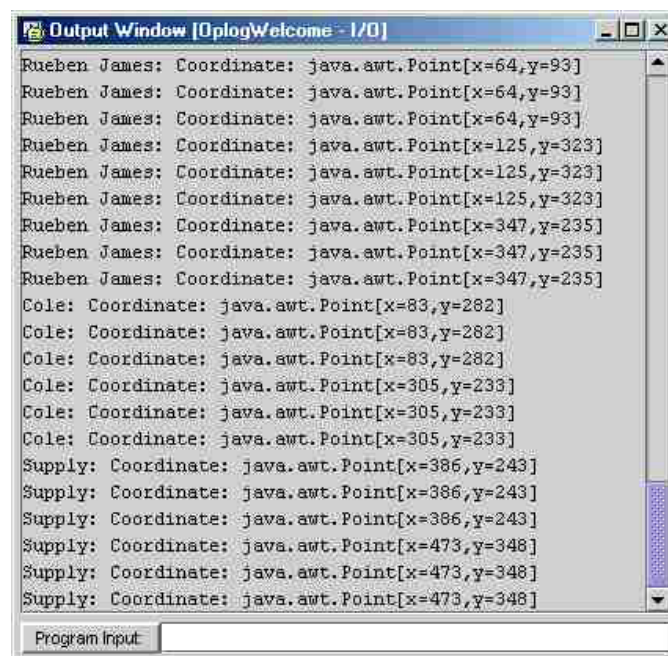 Output Window [OplogWelcome - I/O]
Rueben James: Coordinate: java.awt.Point[x=64,y=93]
Rueben James: Coordinate: java.awt.Point[x=64,y=93]
Rueben James: Coordinate: java.awt.Point[x=64,y=93]
Rueben James: Coordinate: java.awt.Point[x=125,y=323]
Rueben James: Coordinate: java.awt.Point[x=125,y=323]
Rueben James: Coordinate: java.awt.Point[x=125,y=323]
Rueben James: Coordinate: java.awt.Point[x=347,y=235]
Rueben James: Coordinate: java.awt.Point[x=347,y=235]
Rueben James: Coordinate: java.awt.Point[x=347,y=235]
Cole: Coordinate: java.awt.Point[x=83,y=282]
Cole: Coordinate: java.awt.Point[x=83,y=282]
Cole: Coordinate: java.awt.Point[x=83,y=282]
Cole: Coordinate: java.awt.Point[x=305,y=233]
Cole: Coordinate: java.awt.Point[x=305,y=233]
Cole: Coordinate: java.awt.Point[x=305,y=233]
Supply: Coordinate: java.awt.Point[x=386,y=243]
Supply: Coordinate: java.awt.Point[x=386,y=243]
Supply: Coordinate: java.awt.Point[x=386,y=243]
Supply: Coordinate: java.awt.Point[x=473,y=348]
Supply: Coordinate: java.awt.Point[x=473,y=348]
Supply: Coordinate: java.awt.Point[x=473,y=348]
Program Input: